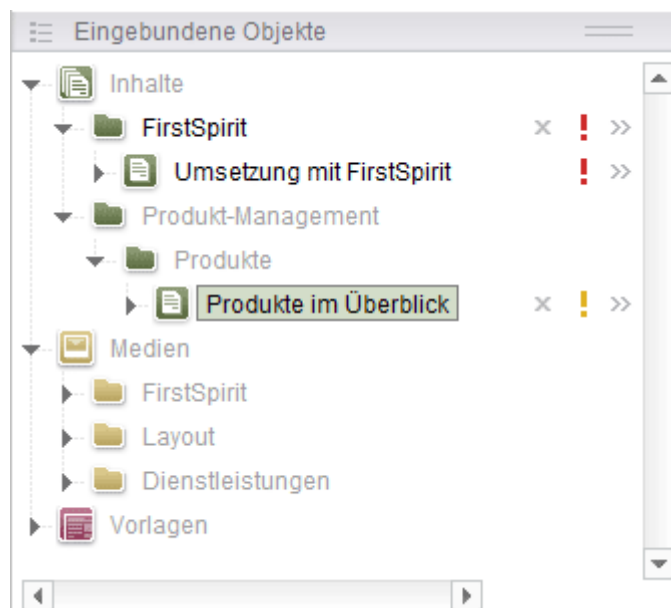 Eingebundene Objekte
Inhalte
FirstSpirit
Umsetzung mit FirstSpirit
Produkt-Management
Produkte
Produkte im Überblick
Medien
FirstSpirit
Layout
Dienstleistungen
Vorlagen